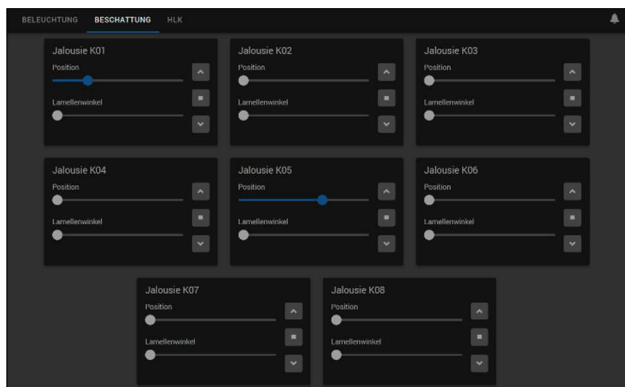 BELEUCHTUNG BESCHATTUNG HLK
Jalousie K01
Position
Lamellenwinkel
Jalousie K02
Position
Lamellenwinkel
Jalousie K03
Position
Lamellenwinkel
Jalousie K04
Position
Lamellenwinkel
Jalousie K05
Position
Lamellenwinkel
Jalousie K06
Position
Lamellenwinkel
Jalousie K07
Position
Lamellenwinkel
Jalousie K08
Position
Lamellenwinkel